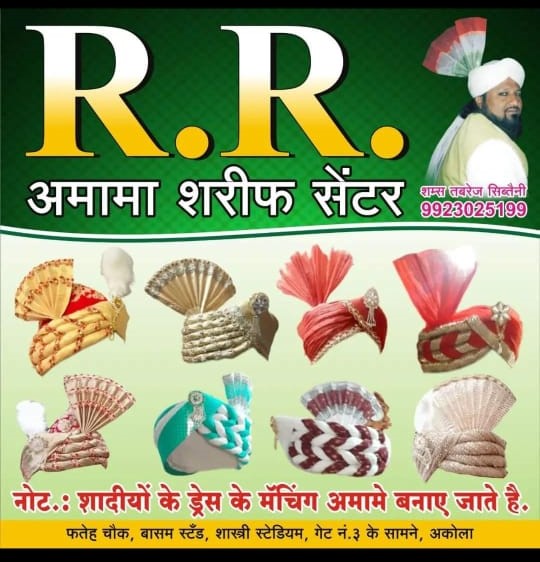 R.R.
अमामा शरीफ सेंटर
शम्स तबरेज सिब्तैनी
9923025199
नोट.: शादीयों के ड्रेस के मॅचिंग अमामे बनाए जाते है.
फतेह चौक, बासम स्टँड, शास्त्री स्टेडियम, गेट नं.३ के सामने, अकोला